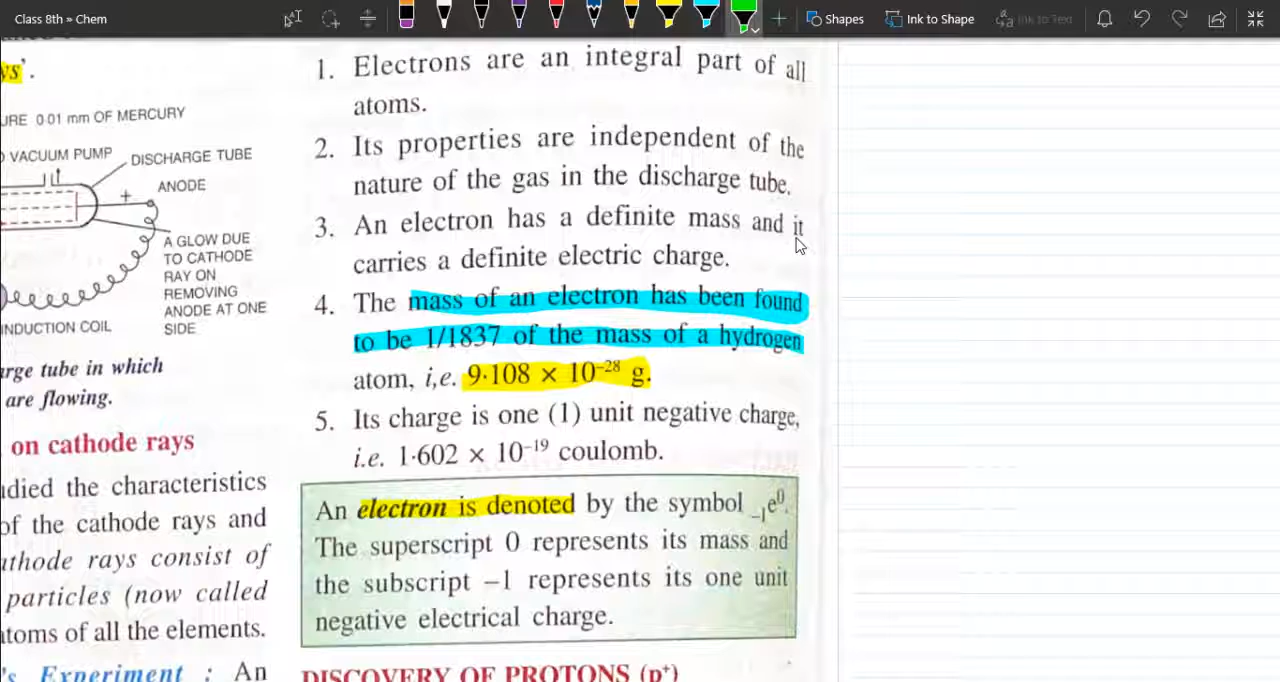 Class 8th » Chem
Shapes
Ink to Shape
Ink to Text
ys'.
URE 0·01 mm OF MERCURY
VACUUM PUMP
DISCHARGE TUBE
ANODE
+
A GLOW DUE
TO CATHODE
RAY ON
REMOVING
ANODE AT ONE
SIDE
INDUCTION COIL
arge tube in which
are flowing.
on cathode rays
udied the characteristics
of the cathode rays and
athode rays consist of
particles (now called
atoms of all the elements.
's Experiment : An
1. Electrons are an integral part of all
atoms.
2. Its properties are independent of the
nature of the gas in the discharge tube.
3. An electron has a definite mass and it
carries a definite electric charge.
4. The mass of an electron has been found
to be 1/1837 of the mass of a hydrogen
atom, i,e. 9·108 × 10⁻²⁸ g.
5. Its charge is one (1) unit negative charge,
i.e. 1·602 × 10⁻¹⁹ coulomb.
An electron is denoted by the symbol ₋₁e⁰.
The superscript 0 represents its mass and
the subscript –1 represents its one unit
negative electrical charge.
DISCOVERY OF PROTONS (p⁺)